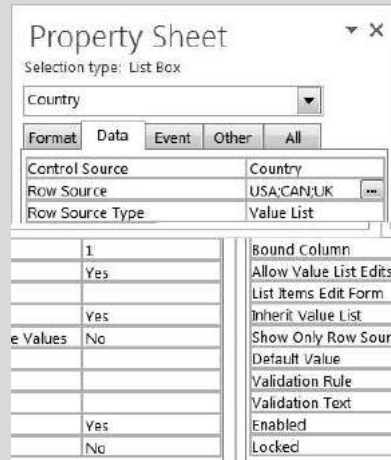 Property Sheet
Selection type: List Box
Country
Format Data Event Other All
Control Source Country
Row Source USA;CAN;UK ...
Row Source Type Value List
1 Bound Column
Yes Allow Value List Edits
List Items Edit Form
Yes Inherit Value List
e Values No Show Only Row Sour
Default Value
Validation Rule
Validation Text
Yes Enabled
No Locked